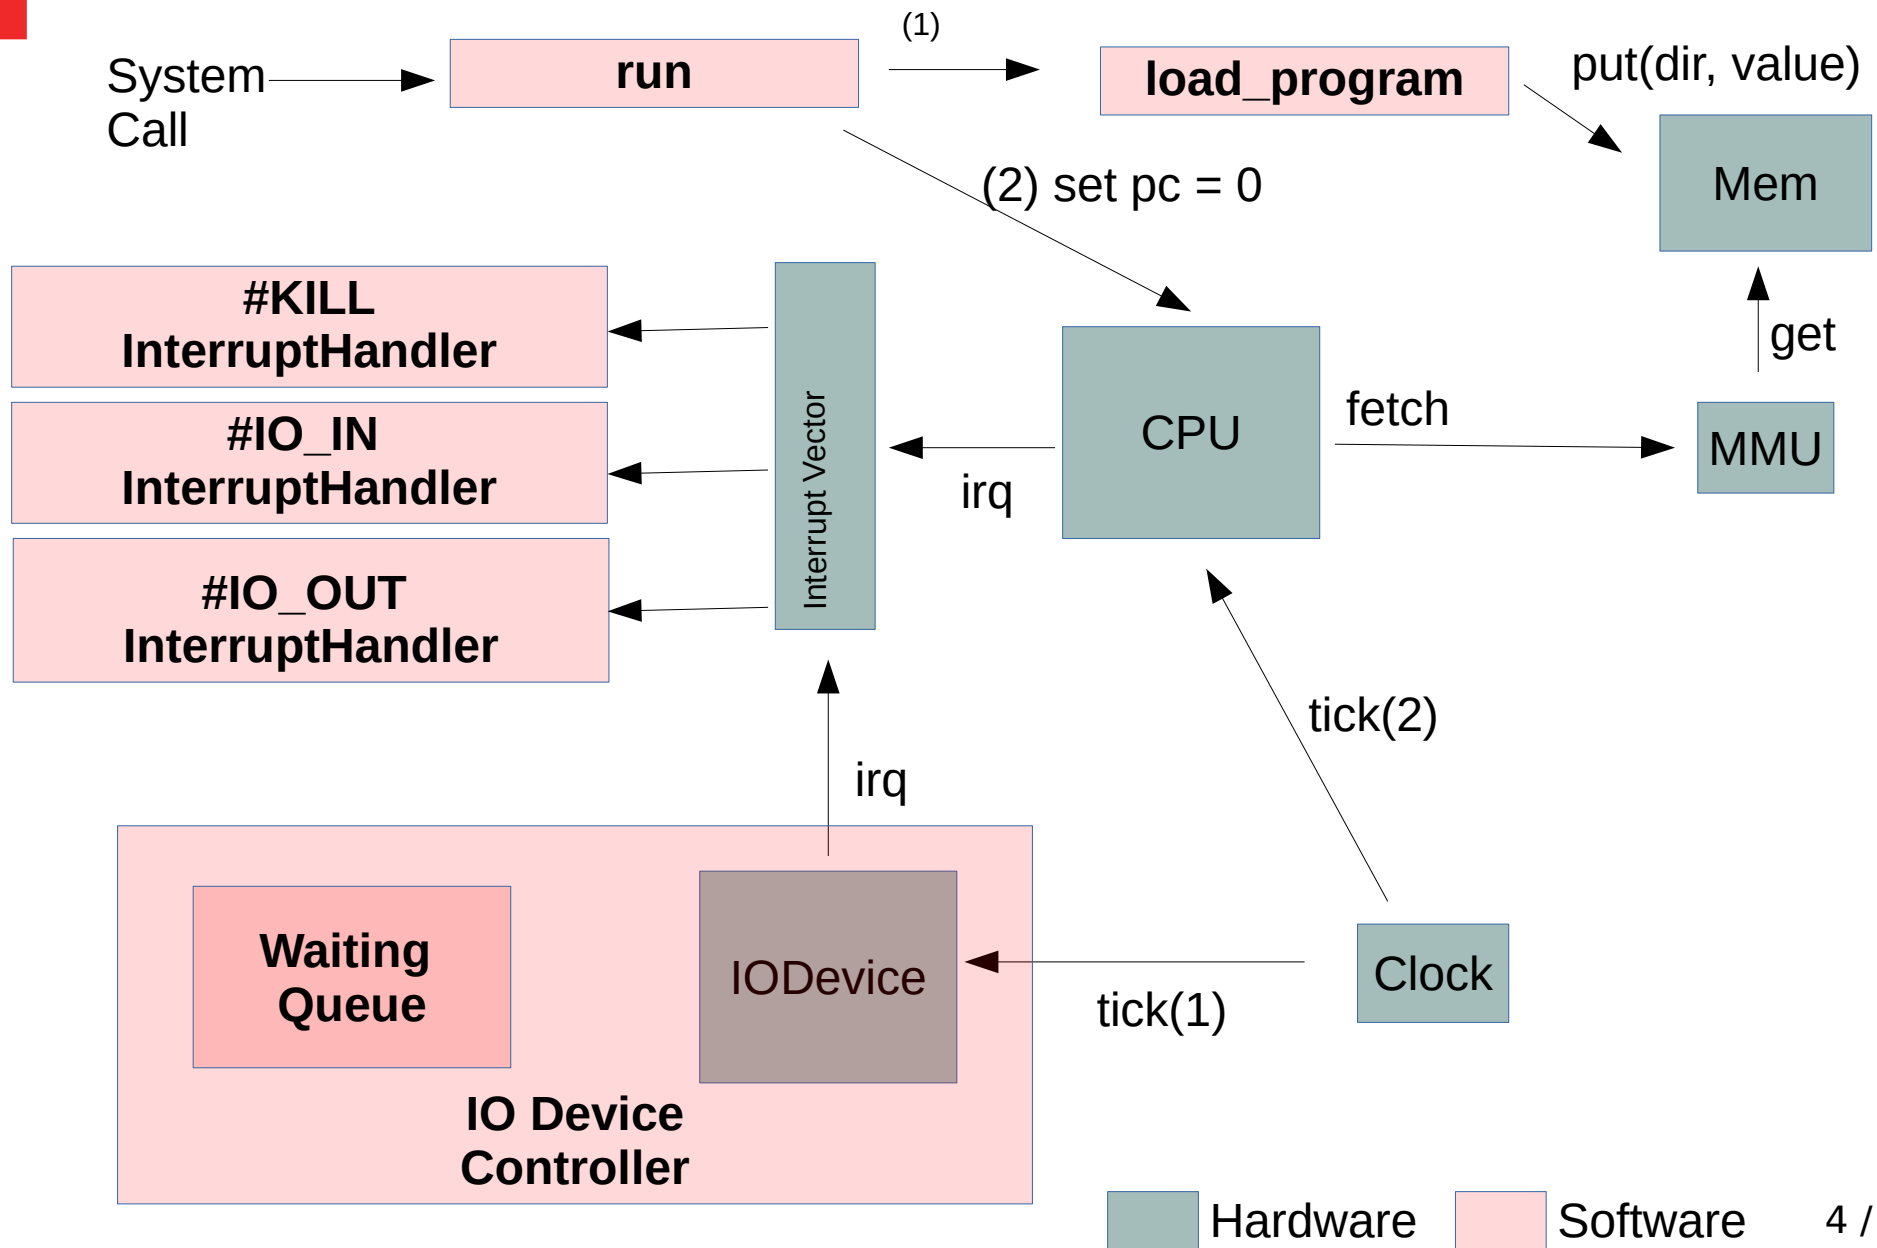 (1)
System
Call
run
load_program
put(dir, value)
Mem
(2) set pc = 0
#KILL
InterruptHandler
#IO_IN
InterruptHandler
#IO_OUT
InterruptHandler
Interrupt Vector
irq
CPU
fetch
get
MMU
tick(2)
irq
Waiting
Queue
IODevice
tick(1)
Clock
IO Device
Controller
Hardware
Software
4 /